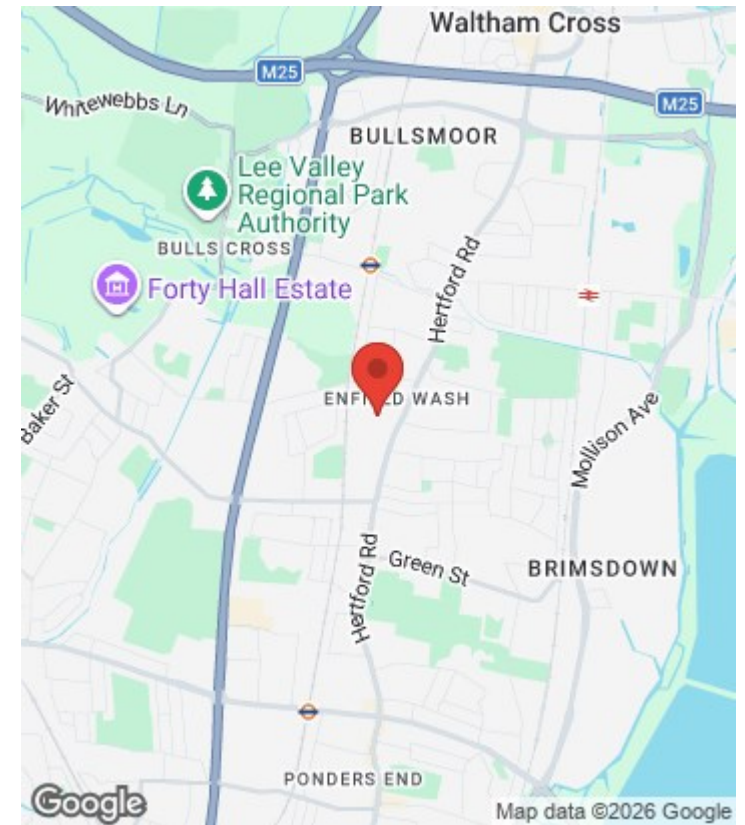 Waltham Cross
M25
M25
Whitewebbs Ln
BULLSMOOR
Lee Valley
Regional Park
Authority
BULLS CROSS
Forty Hall Estate
Hertford Rd
ENFIELD WASH
Baker St
Mollison Ave
Green St
BRIMSDOWN
Hertford Rd
PONDERS END
Google
Map data ©2026 Google